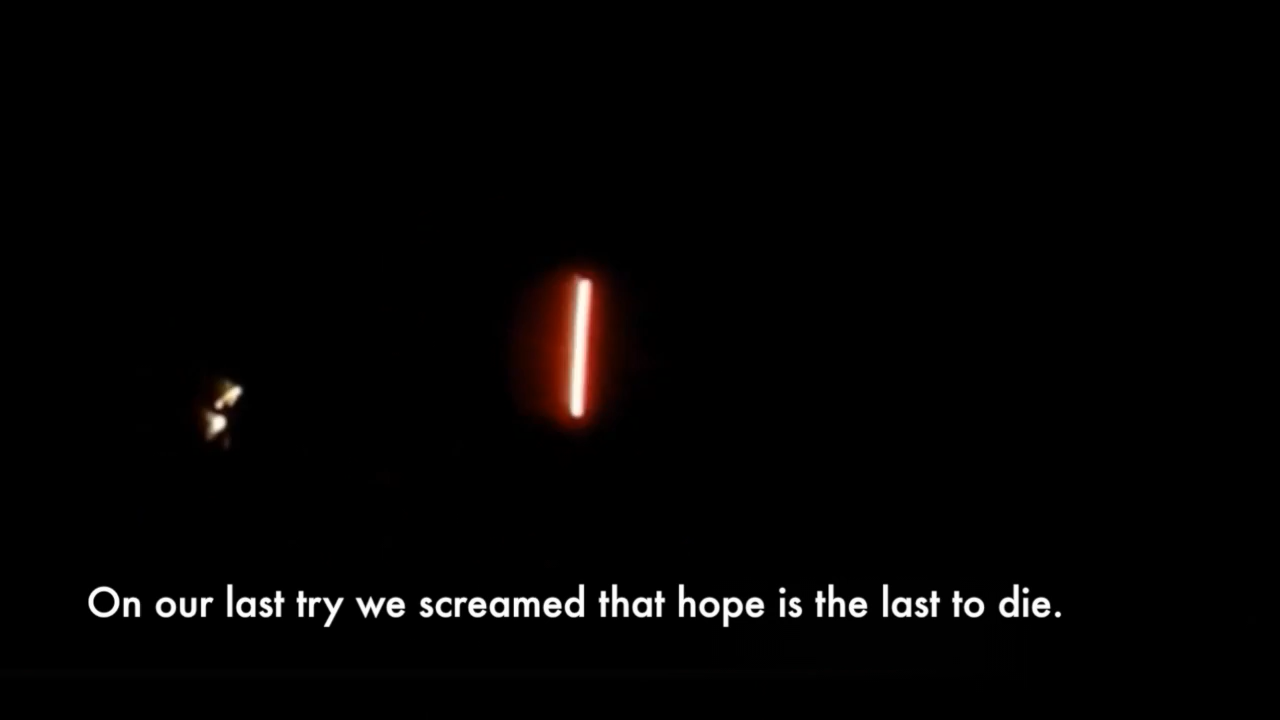 On our last try we screamed that hope is the last to die.